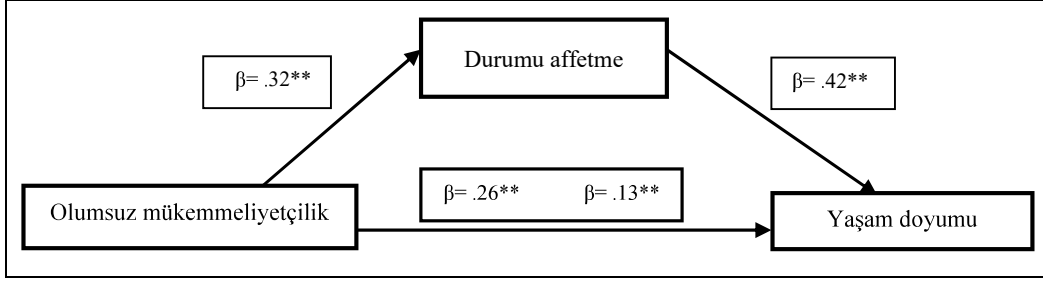 Durumu affetme
β= .32**
β= .42**
β= .26** β= .13**
Olumsuz mükemmeliyetçilik
Yaşam doyumu